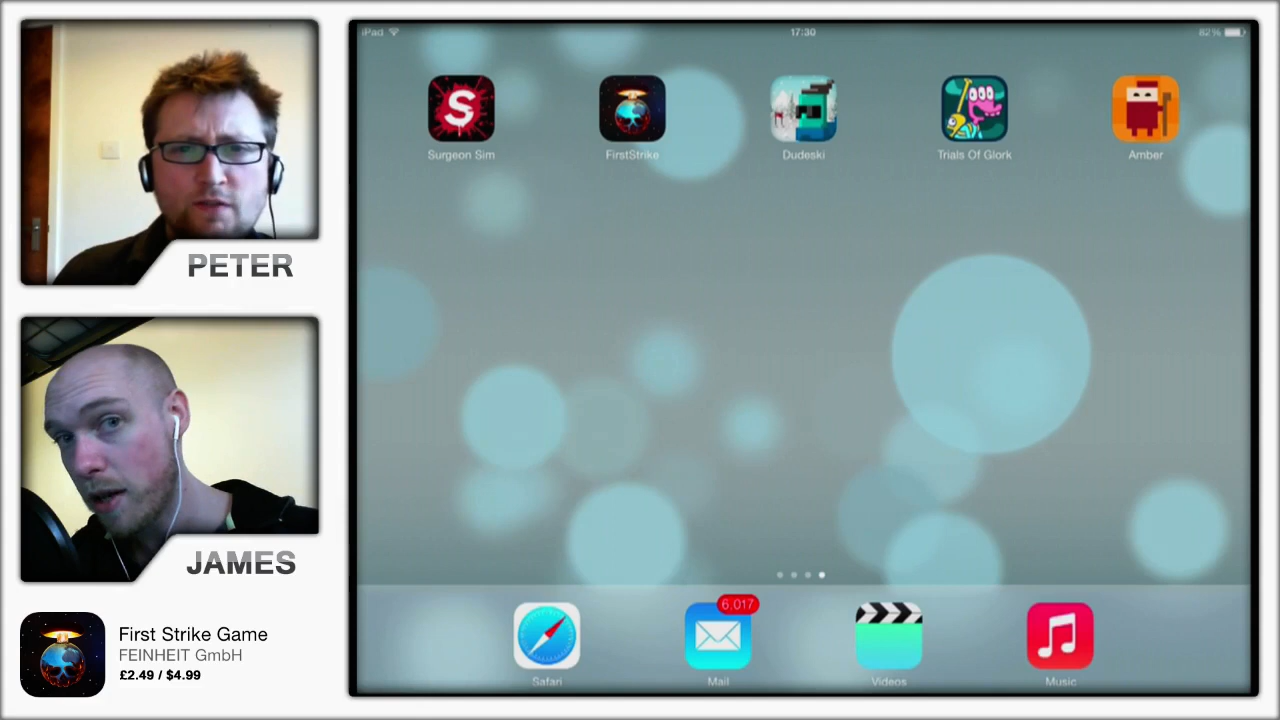 PETER
JAMES
First Strike Game
FEINHEIT GmbH
£2.49 / $4.99
iPad 17:30 82%
S
Surgeon Sim FirstStrike Dudeski Trials Of Glork Amber
6,017
Safari Mail Videos Music